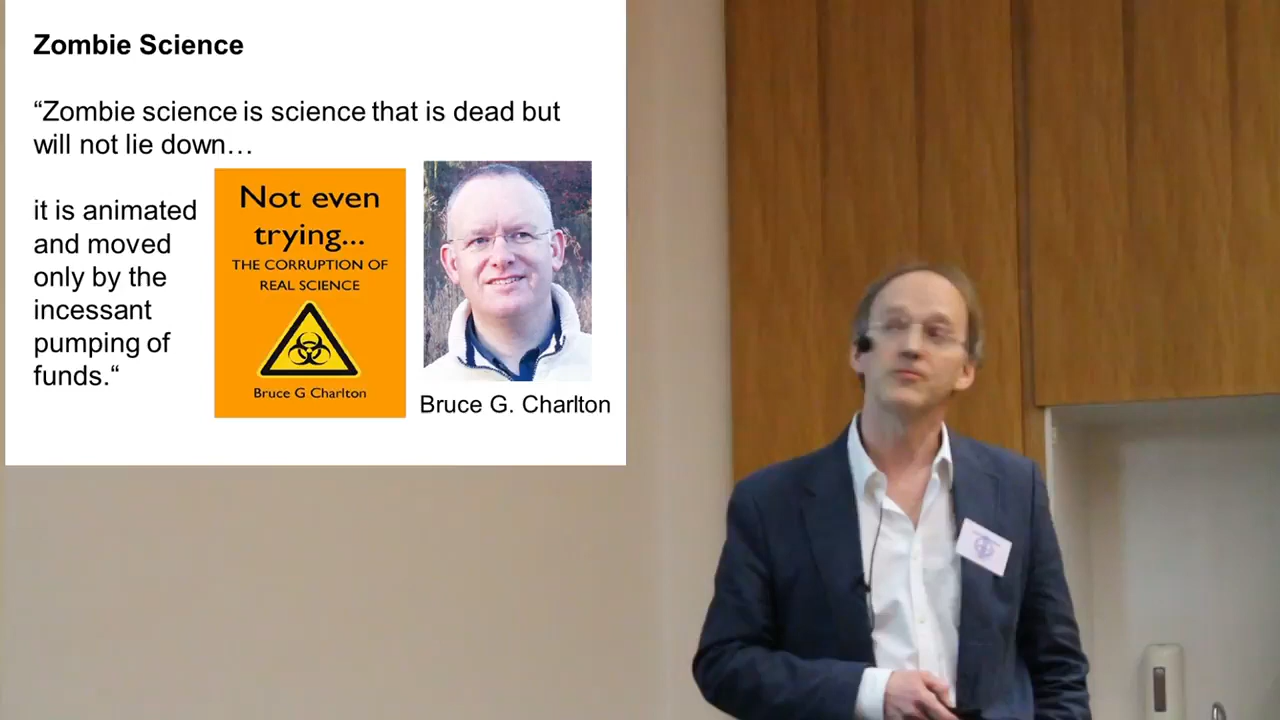 Zombie Science
“Zombie science is science that is dead but
will not lie down…
it is animated
and moved
only by the
incessant
pumping of
funds.“
Not even
trying...
THE CORRUPTION OF
REAL SCIENCE
Bruce G Charlton
Bruce G. Charlton